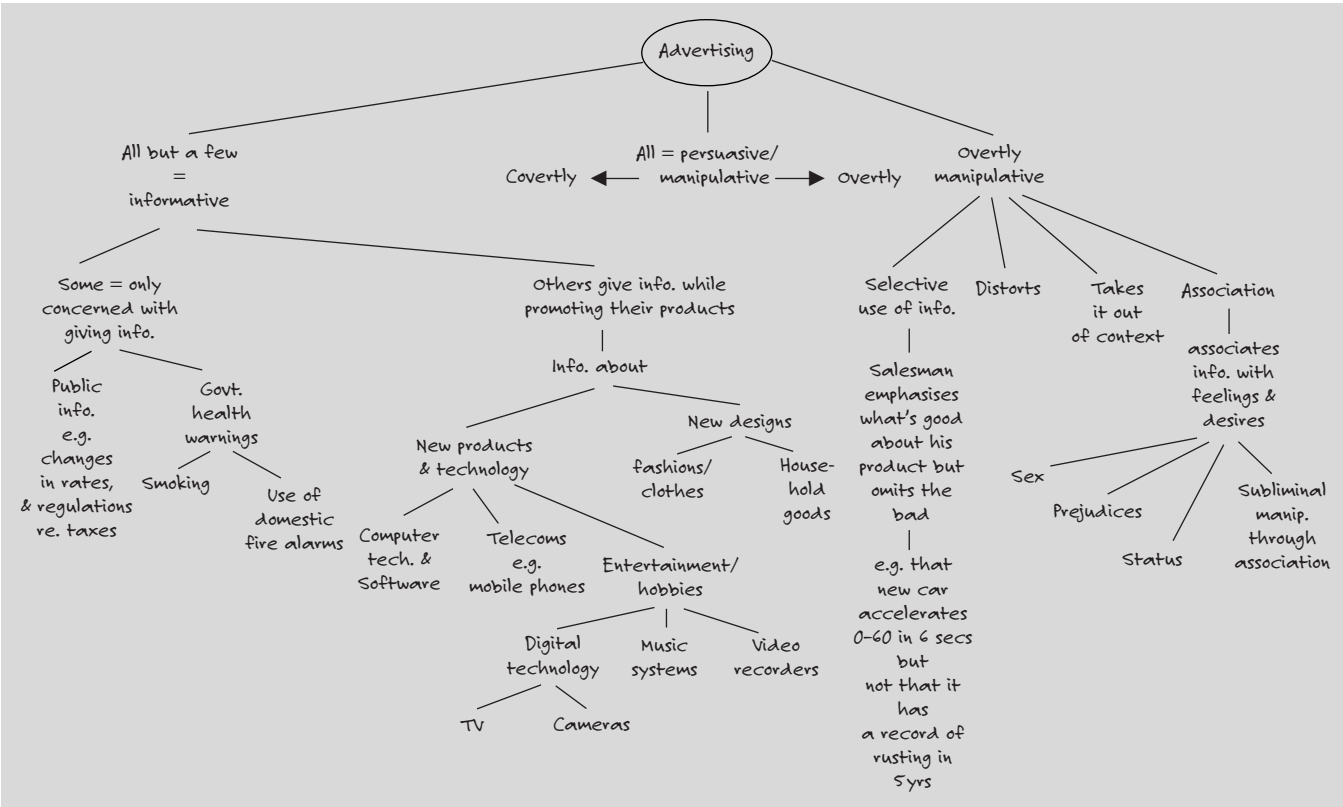 Advertising
All but a few
=
informative
Covertly
All = persuasive/
manipulative
Overtly
Overtly
manipulative
Some = only
concerned with
giving info.
Others give info. while
promoting their products
Selective
use of info.
Distorts
Takes
it out
of context
Association
Public
info.
e.g.
changes
in rates,
& regulations
re. taxes
Govt.
health
warnings
Smoking
Use of
domestic
fire alarms
Info. about
New products
& technology
New designs
fashions/
clothes
House-
hold
goods
Computer
tech. &
Software
Telecoms
e.g.
mobile phones
Entertainment/
hobbies
Digital
technology
Music
systems
Video
recorders
TV
Cameras
Salesman
emphasises
what's good
about his
product but
omits the
bad
e.g. that
new car
accelerates
0-60 in 6 secs
but
not that it
has
a record of
rusting in
5yrs
associates
info. with
feelings &
desires
Sex
Prejudices
Status
Subliminal
manip.
through
association